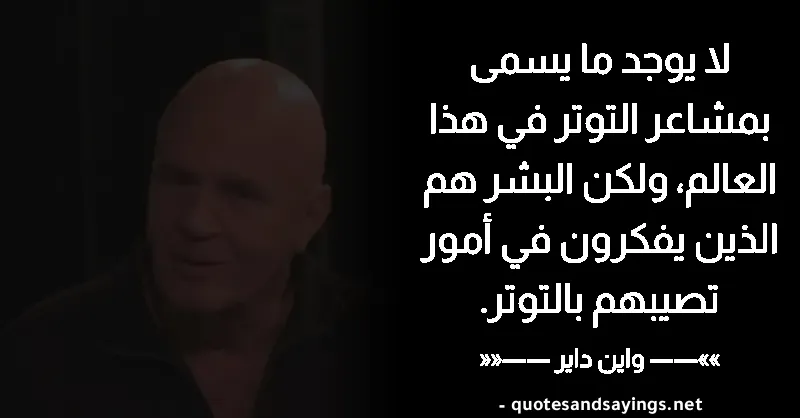 لا يوجد ما يسمى
بمشاعر التوتر في هذا
العالم، ولكن البشر هم
الذين يفكرون في أمور
تصيبهم بالتوتر.
»»—— واين داير ——««
- quotesandsayings.net